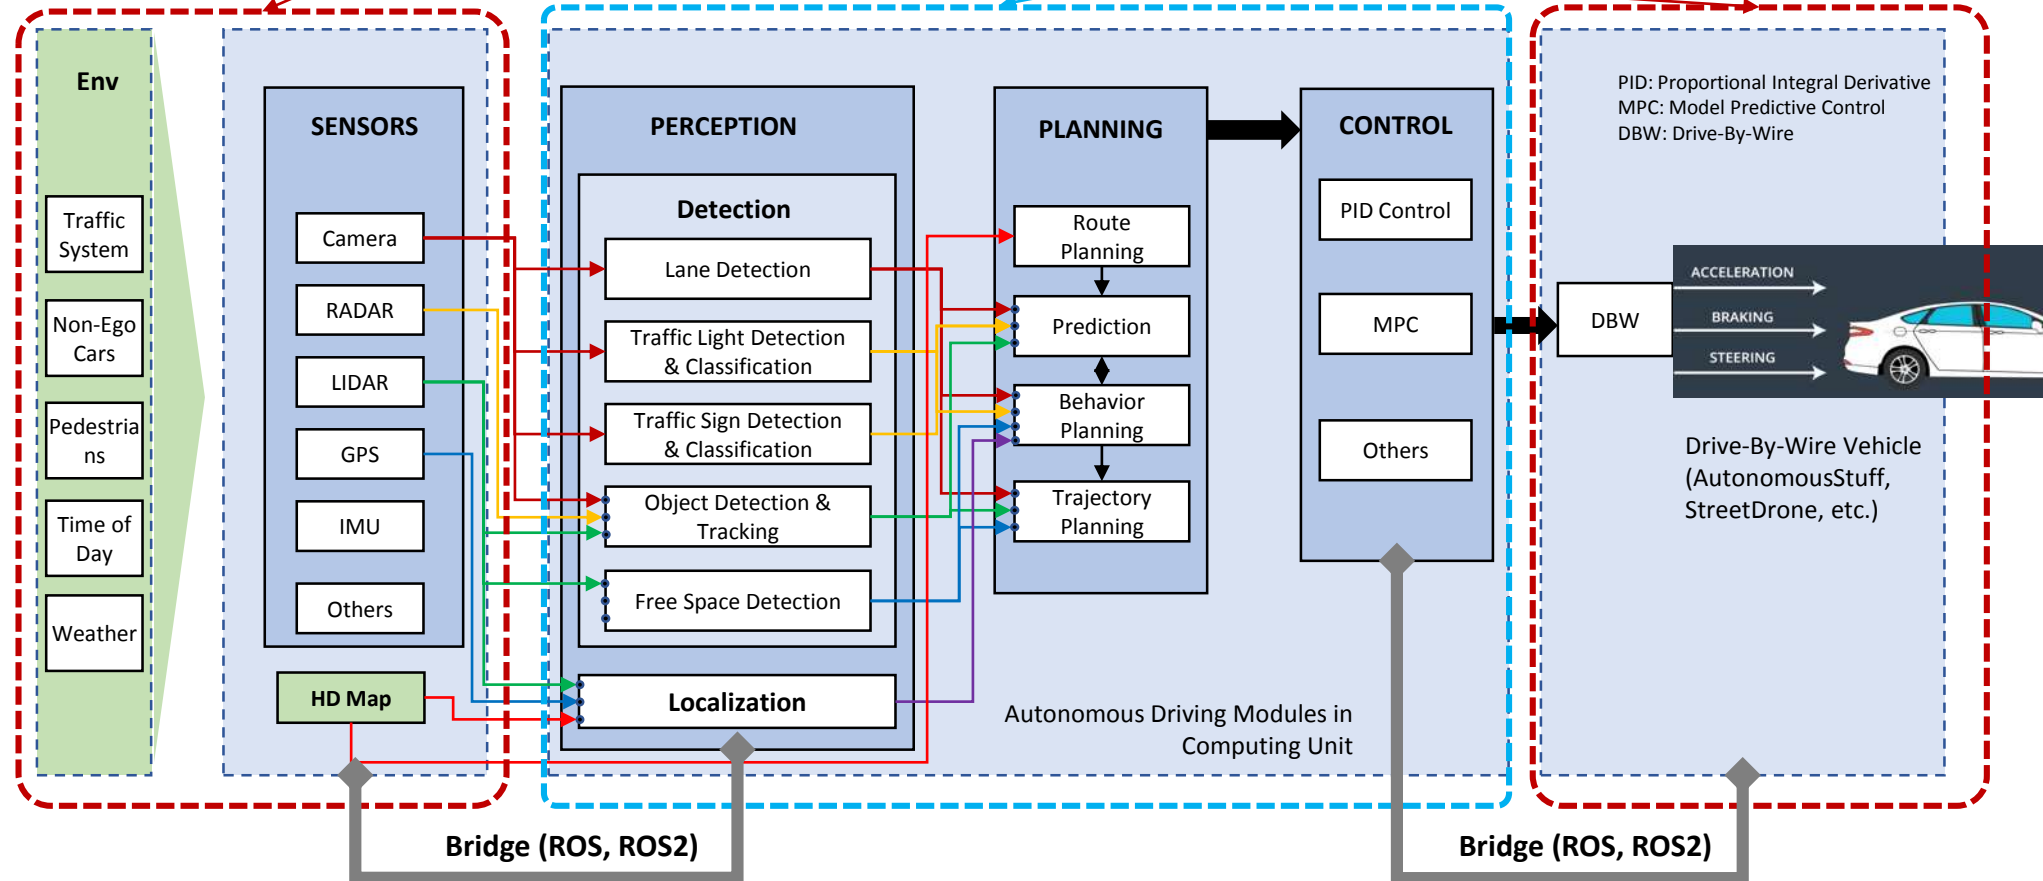 Env
Traffic
System
Non-Ego
Cars
Pedestria
ns
Time of
Day
Weather
SENSORS
Camera
RADAR
LIDAR
GPS
IMU
Others
HD Map
PERCEPTION
Detection
Lane Detection
Traffic Light Detection
& Classification
Traffic Sign Detection
& Classification
Object Detection &
Tracking
Free Space Detection
Localization
PLANNING
Route
Planning
Prediction
Behavior
Planning
Trajectory
Planning
CONTROL
PID Control
MPC
Others
Autonomous Driving Modules in
Computing Unit
PID: Proportional Integral Derivative
MPC: Model Predictive Control
DBW: Drive-By-Wire
DBW
ACCELERATION
BRAKING
STEERING
Drive-By-Wire Vehicle
(AutonomousStuff,
StreetDrone, etc.)
Bridge (ROS, ROS2)
Bridge (ROS, ROS2)